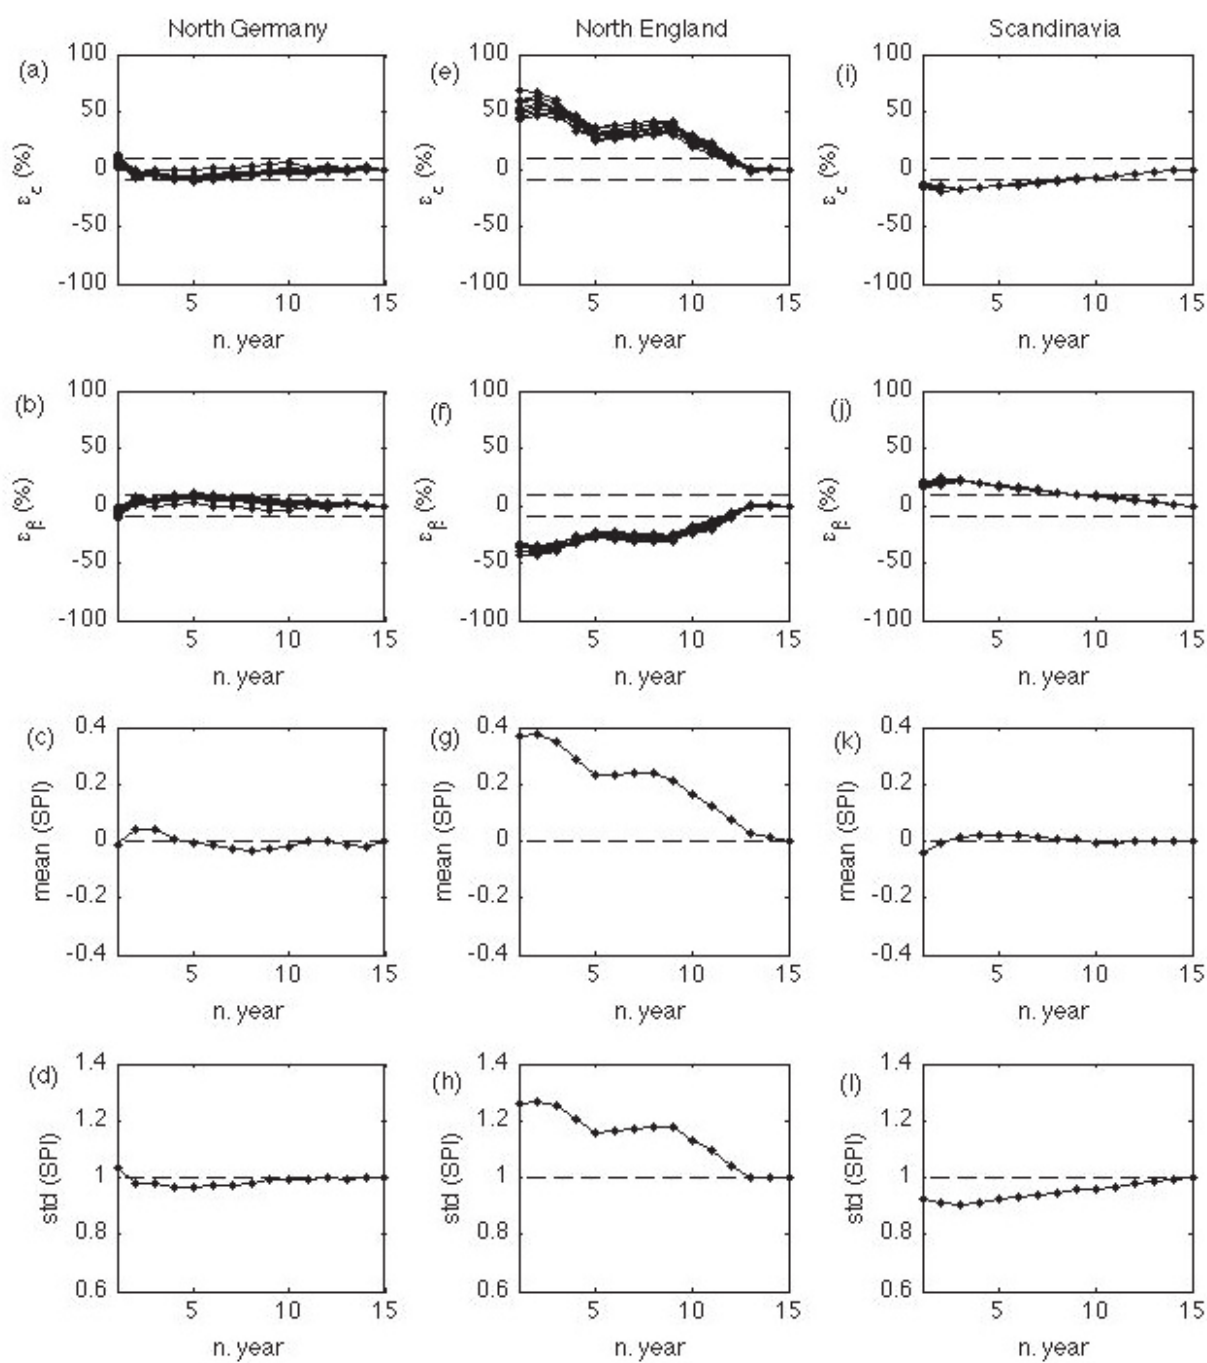 North Germany North England Scandinavia
(a) (e) (i)
100 100 100
50 50 50
0 0 0
-50 -50 -50
-100 -100 -100
ε_c (%) ε_c (%) ε_c (%)
5 10 15 5 10 15 5 10 15
n. year n. year n. year
(b) (f) (j)
100 100 100
50 50 50
0 0 0
-50 -50 -50
-100 -100 -100
ε_β (%) ε_β (%) ε_β (%)
5 10 15 5 10 15 5 10 15
n. year n. year n. year
(c) (g) (k)
0.4 0.4 0.4
0.2 0.2 0.2
0 0 0
-0.2 -0.2 -0.2
-0.4 -0.4 -0.4
mean (SPI) mean (SPI) mean (SPI)
5 10 15 5 10 15 5 10 15
n. year n. year n. year
(d) (h) (l)
1.4 1.4 1.4
1.2 1.2 1.2
1 1 1
0.8 0.8 0.8
0.6 0.6 0.6
std (SPI) std (SPI) std (SPI)
5 10 15 5 10 15 5 10 15
n. year n. year n. year